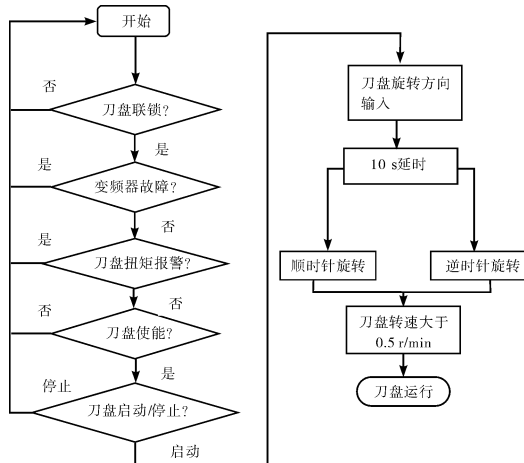 开始
否
刀盘联锁?
是
是
变频器故障?
否
是
刀盘扭矩报警?
否
否
刀盘使能?
是
停止
刀盘启动/停止?
启动
刀盘旋转方向
输入
10 s延时
顺时针旋转
逆时针旋转
刀盘转速大于
0.5 r/min
刀盘运行